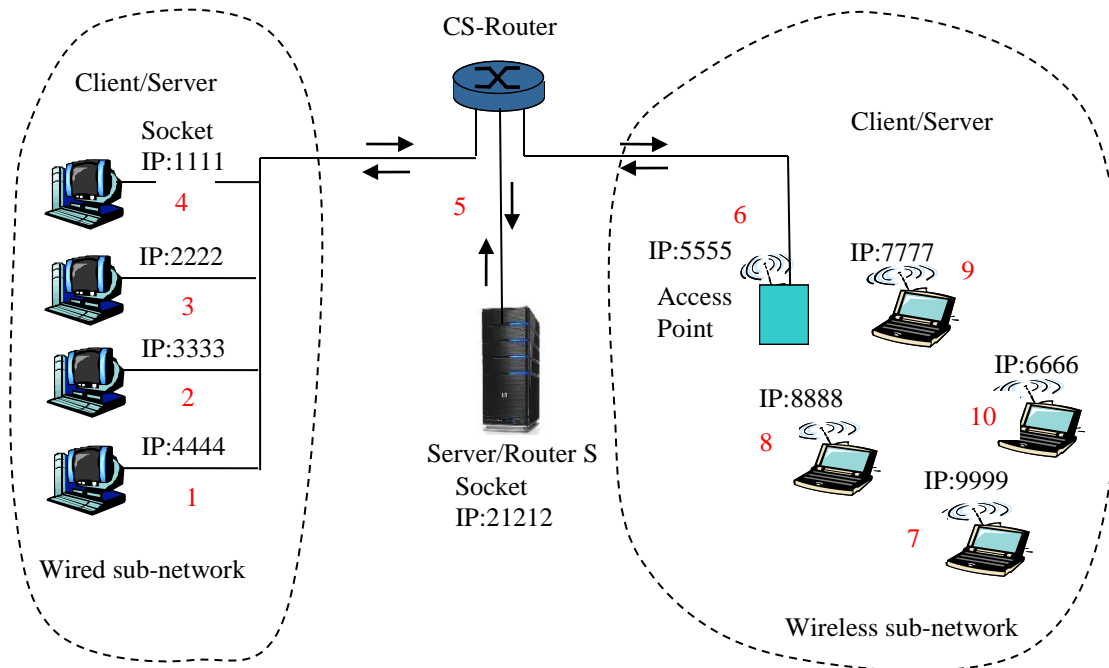 CS-Router
Client/Server
Socket
IP:1111
4
IP:2222
3
IP:3333
2
IP:4444
1
Wired sub-network
5
Server/Router S
Socket
IP:21212
Client/Server
6
IP:5555
Access
Point
IP:7777
9
IP:6666
10
IP:8888
8
IP:9999
7
Wireless sub-network